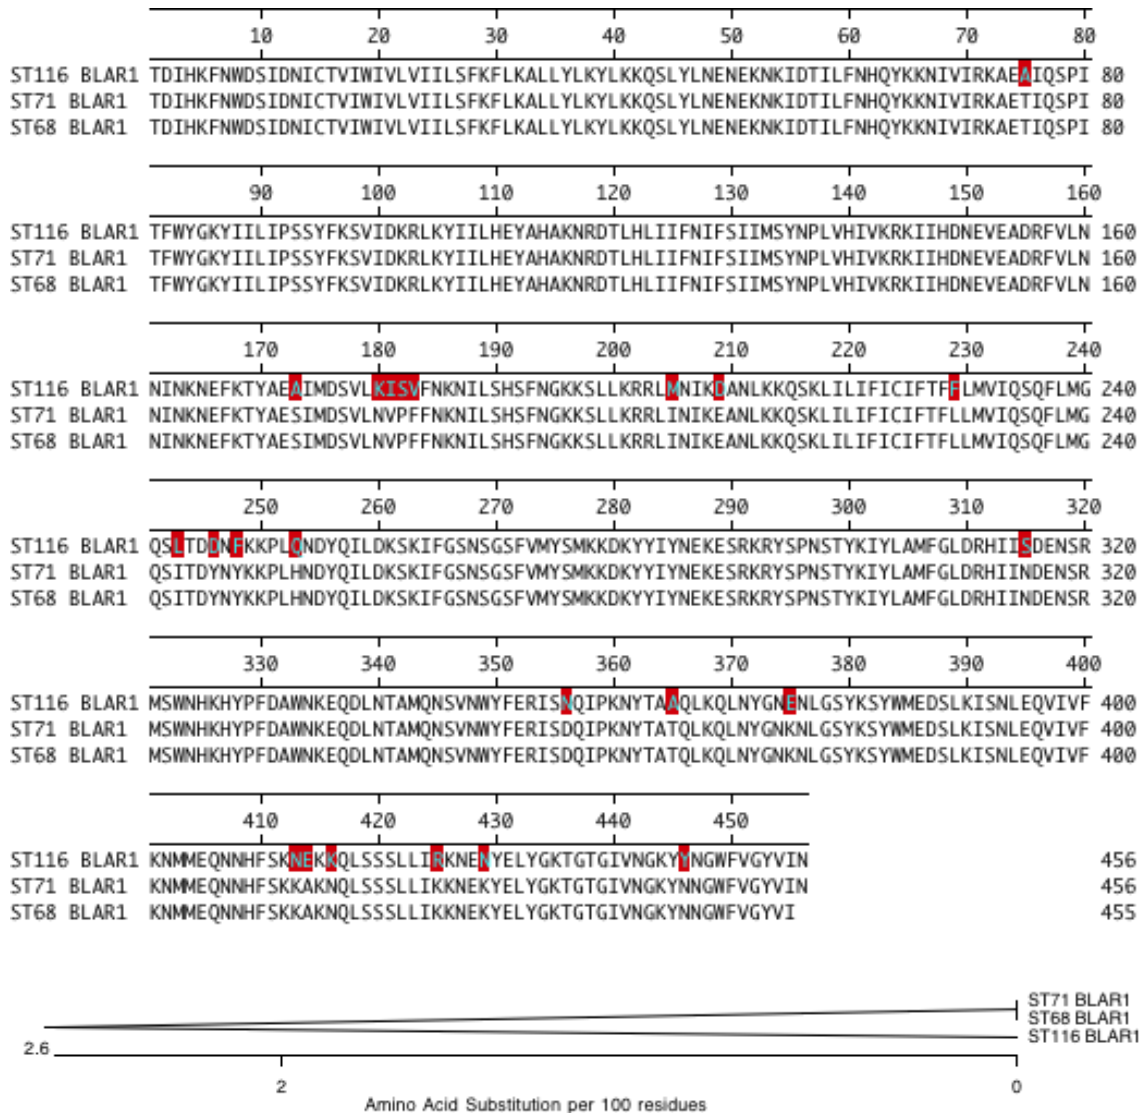 10 20 30 40 50 60 70 80
ST116 BLAR1 TDIHKFNWDSIDNICTVIWIVLVIILSFKFLKALLYLKYLKKQSLYLNENEKNKIDTILFNHQYKKNIVIRKAEAIQSPI 80
ST71 BLAR1 TDIHKFNWDSIDNICTVIWIVLVIILSFKFLKALLYLKYLKKQSLYLNENEKNKIDTILFNHQYKKNIVIRKAETIQSPI 80
ST68 BLAR1 TDIHKFNWDSIDNICTVIWIVLVIILSFKFLKALLYLKYLKKQSLYLNENEKNKIDTILFNHQYKKNIVIRKAETIQSPI 80
90 100 110 120 130 140 150 160
ST116 BLAR1 TFWYGKYIILIPSSYFKSVIDKRLKYIILHEYAHAKNRDTLHLIIFNIFSIIMSYNPLVHIVKRKIIHDNEVEADRFVLN 160
ST71 BLAR1 TFWYGKYIILIPSSYFKSVIDKRLKYIILHEYAHAKNRDTLHLIIFNIFSIIMSYNPLVHIVKRKIIHDNEVEADRFVLN 160
ST68 BLAR1 TFWYGKYIILIPSSYFKSVIDKRLKYIILHEYAHAKNRDTLHLIIFNIFSIIMSYNPLVHIVKRKIIHDNEVEADRFVLN 160
170 180 190 200 210 220 230 240
ST116 BLAR1 NINKNEFKTYAEAIMDSVLKISVFNKNILSHSFNGKKSLLKRRLMNIKDANLKKQSKLILIFICIFTFFLMVIQSQFLMG 240
ST71 BLAR1 NINKNEFKTYAESIMDSVLNVPFFNKNILSHSFNGKKSLLKRRLINIKEANLKKQSKLILIFICIFTFLLMVIQSQFLMG 240
ST68 BLAR1 NINKNEFKTYAESIMDSVLNVPFFNKNILSHSFNGKKSLLKRRLINIKEANLKKQSKLILIFICIFTFLLMVIQSQFLMG 240
250 260 270 280 290 300 310 320
ST116 BLAR1 QSLTDDNFKKPLQNDYQILDKSKIFGSNSGSFVMYSMKKDKYYIYNEKESRKRYSPNSTYKIYLAMFGLDRHIISDENSR 320
ST71 BLAR1 QSITDYNYKKPLHNDYQILDKSKIFGSNSGSFVMYSMKKDKYYIYNEKESRKRYSPNSTYKIYLAMFGLDRHIINDENSR 320
ST68 BLAR1 QSITDYNYKKPLHNDYQILDKSKIFGSNSGSFVMYSMKKDKYYIYNEKESRKRYSPNSTYKIYLAMFGLDRHIINDENSR 320
330 340 350 360 370 380 390 400
ST116 BLAR1 MSWNHKHYPFDAWNKEQDLNTAMQNSVNWYFERISNQIPKNYTAAQLKQLNYGNENLGSYKSYWMEDSLKISNLEQVIVF 400
ST71 BLAR1 MSWNHKHYPFDAWNKEQDLNTAMQNSVNWYFERISDQIPKNYTATQLKQLNYGNKNLGSYKSYWMEDSLKISNLEQVIVF 400
ST68 BLAR1 MSWNHKHYPFDAWNKEQDLNTAMQNSVNWYFERISDQIPKNYTATQLKQLNYGNKNLGSYKSYWMEDSLKISNLEQVIVF 400
410 420 430 440 450
ST116 BLAR1 KNMMEQNNHFSKNEKKQLSSSLLIRKNENYELYGKTGTGIVNGKYYNGWFVGYVIN 456
ST71 BLAR1 KNMMEQNNHFSKKAKNQLSSSLLIKKNEKYELYGKTGTGIVNGKYNNGWFVGYVIN 456
ST68 BLAR1 KNMMEQNNHFSKKAKNQLSSSLLIKKNEKYELYGKTGTGIVNGKYNNGWFVGYVI 455
ST71 BLAR1
ST68 BLAR1
ST116 BLAR1
2.6
2 0
Amino Acid Substitution per 100 residues